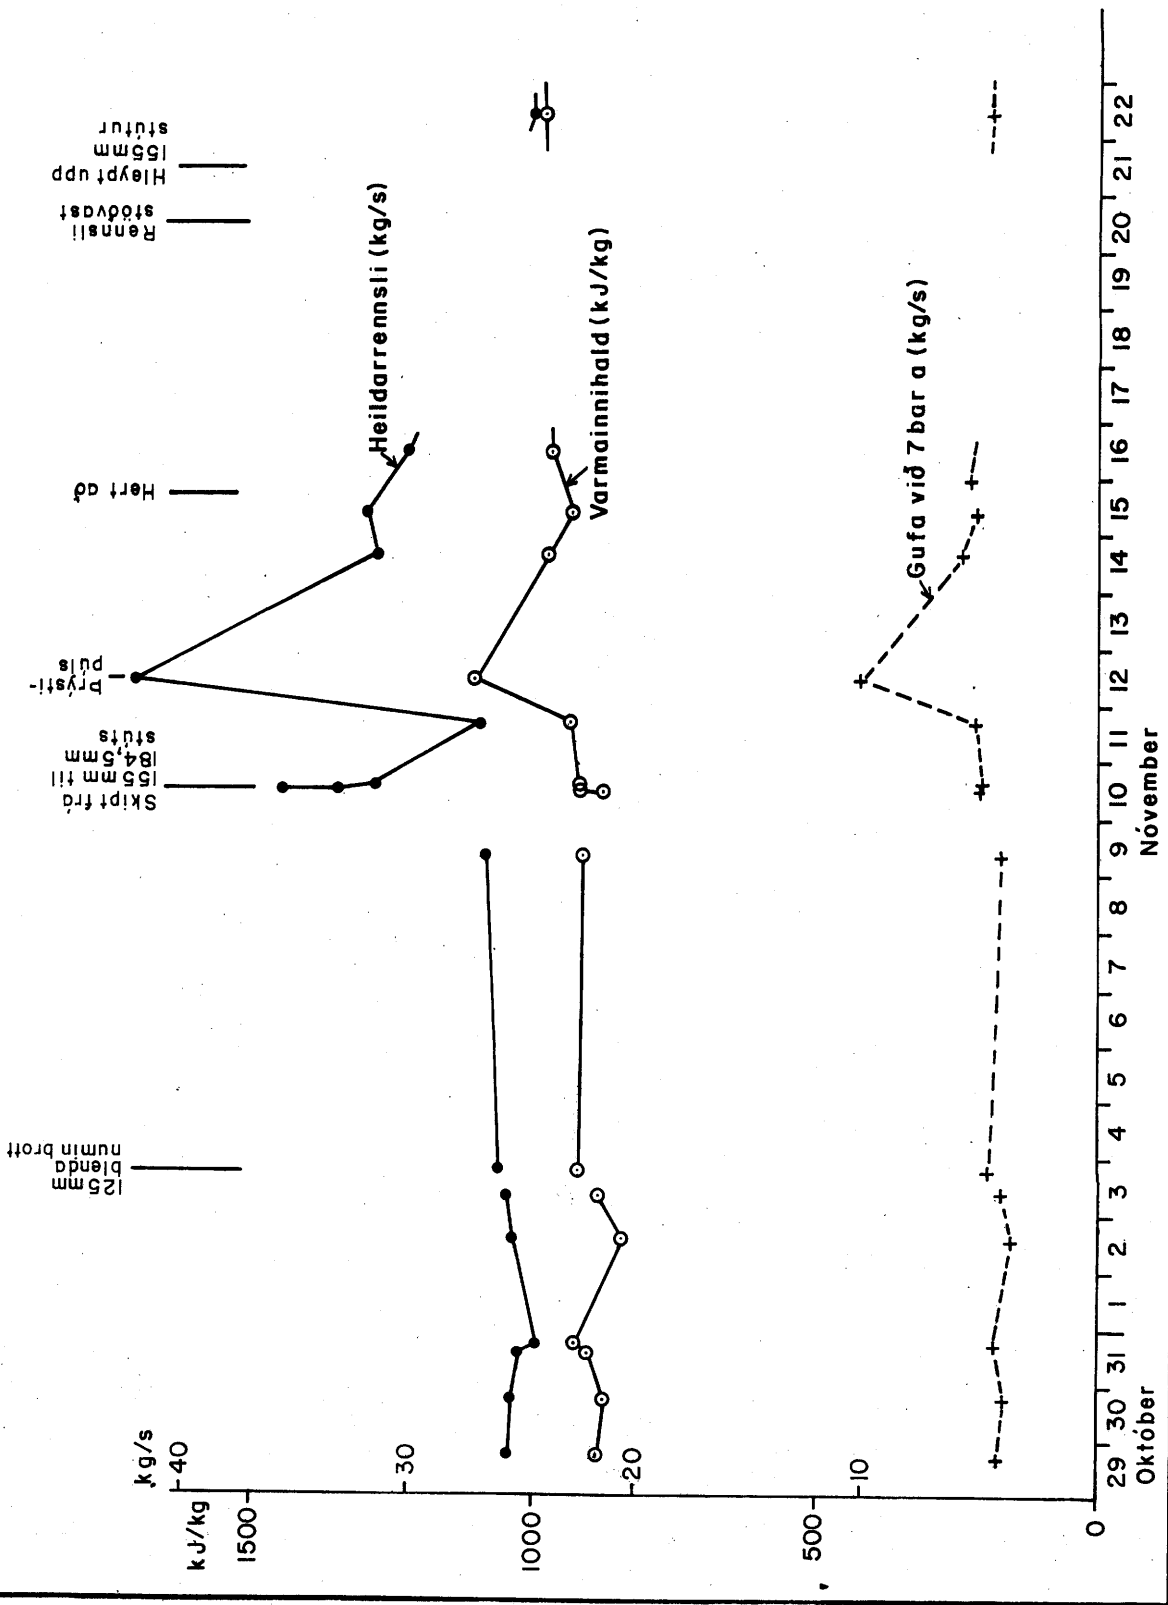 125mm
blenda
numin brott
Skipt frá
155mm til
184,5mm
stúts
Þrýsti-
púls
Hert að
Rennsli
stöðvast
Hleypt upp
155mm
stútur
kJ/kg
kg/s
40
1500
30
1000
20
500
10
0
Heildarrennsli (kg/s)
Varmainnihald (kJ/kg)
Gufa við 7 bar a (kg/s)
29 30 31 1 2 3 4 5 6 7 8 9 10 11 12 13 14 15 16 17 18 19 20 21 22
Október
Nóvember